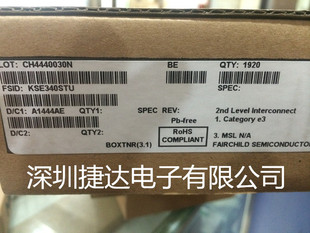 LOT: CH4440030N BE QTY: 1920
FSID: KSE340STU SPEC:
D/C1: A1444AE QTY1: SPEC REV: 2nd Level Interconnect
D/C2: QTY2: Pb-free 1. Category e3
RoHS COMPLIANT 3. MSL N/A
BOXTNR(3.1) FAIRCHILD SEMICONDUCTOR
深圳捷达电子有限公司